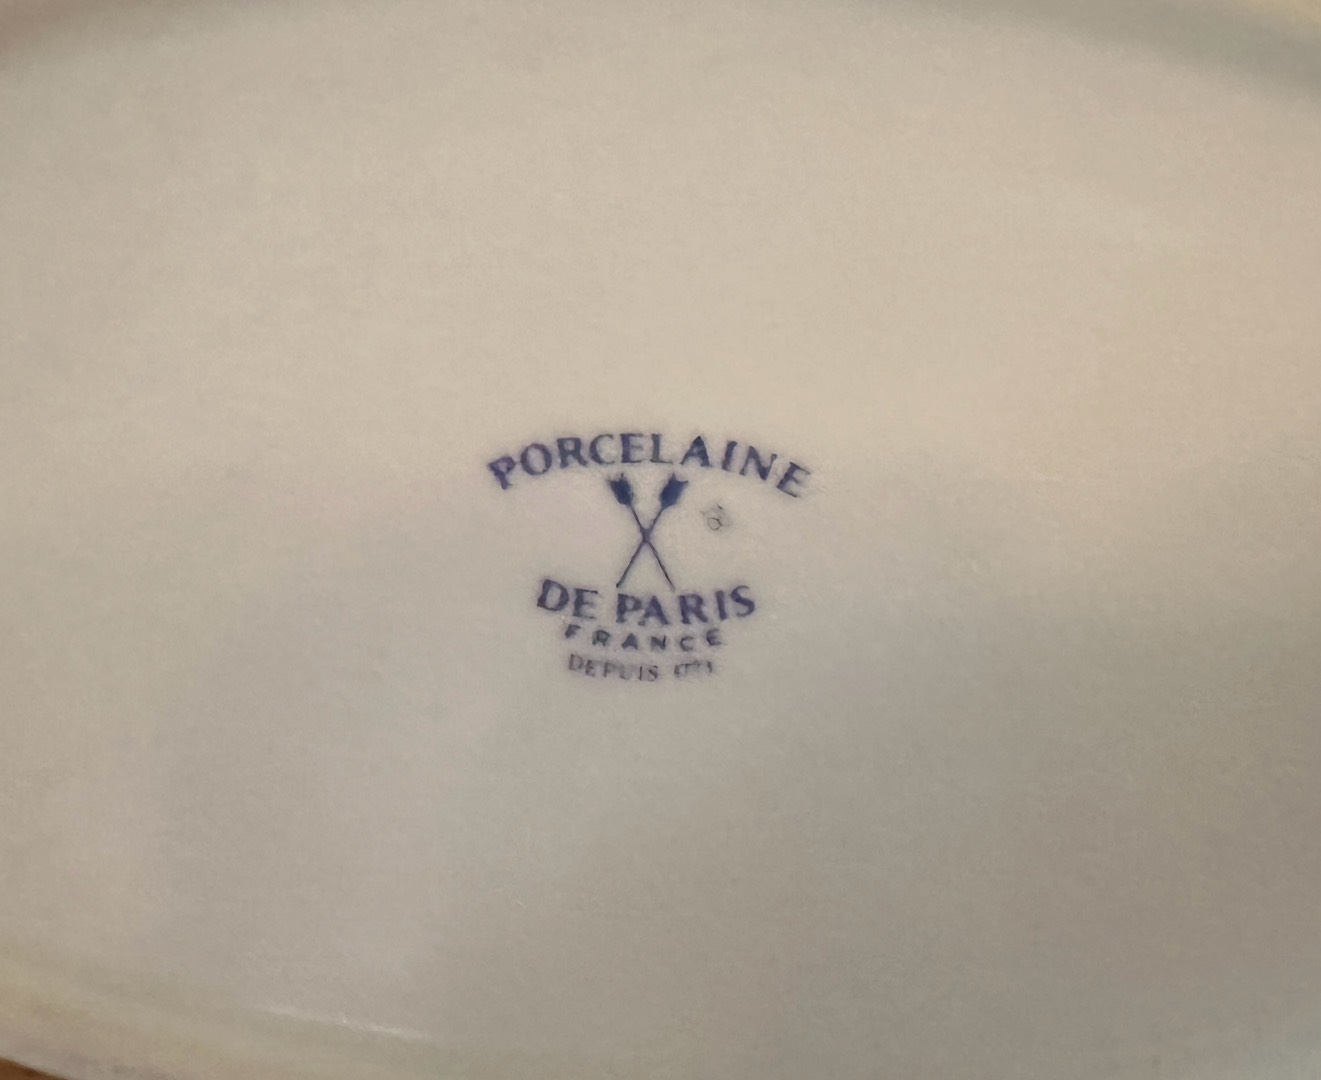 PORCELAINE
DE PARIS
FRANCE
DEPUIS